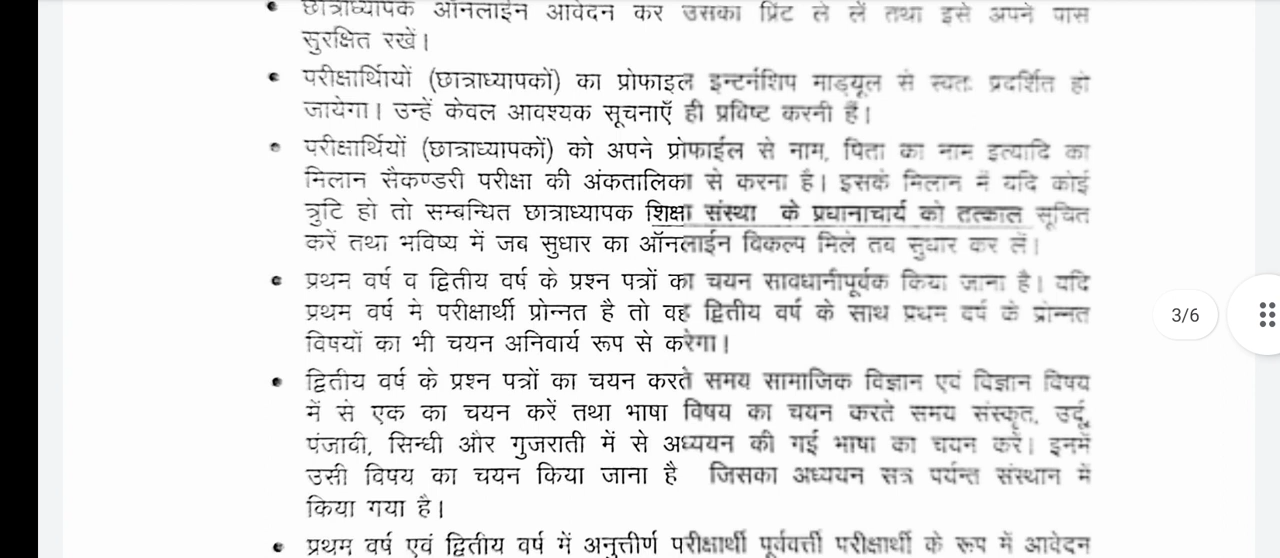 छात्राध्यापक ऑनलाईन आवेदन कर उसका प्रिंट ले लें तथा इसे अपने पास
सुरक्षित रखें।
परीक्षार्थियों (छात्राध्यापकों) का प्रोफाइल इन्टर्नशिप माड्यूल से स्वतः प्रदर्शित हो
जायेगा। उन्हें केवल आवश्यक सूचनाएँ ही प्रविष्ट करनी हैं।
परीक्षार्थियों (छात्राध्यापकों) को अपने प्रोफाईल से नाम, पिता का नाम इत्यादि का
मिलान सैकण्डरी परीक्षा की अंकतालिका से करना है। इसके मिलान में यदि कोई
त्रुटि हो तो सम्बन्धित छात्राध्यापक शिक्षा संस्था के प्रधानाचार्य को तत्काल सूचित
करें तथा भविष्य में जब सुधार का ऑनलाईन विकल्प मिले तब सुधार कर लें।
प्रथम वर्ष व द्वितीय वर्ष के प्रश्न पत्रों का चयन सावधानीपूर्वक किया जाना है। यदि
प्रथम वर्ष मे परीक्षार्थी प्रोन्नत है तो वह द्वितीय वर्ष के साथ प्रथम वर्ष के प्रोन्नत
विषयों का भी चयन अनिवार्य रूप से करेगा।
3/6
द्वितीय वर्ष के प्रश्न पत्रों का चयन करते समय सामाजिक विज्ञान एवं विज्ञान विषय
में से एक का चयन करें तथा भाषा विषय का चयन करते समय संस्कृत, उर्दू,
पंजाबी, सिन्धी और गुजराती में से अध्ययन की गई भाषा का चयन करें। इनमें
उसी विषय का चयन किया जाना है जिसका अध्ययन सत्र पर्यन्त संस्थान में
किया गया है।
प्रथम वर्ष एवं द्वितीय वर्ष में अनुत्तीर्ण परीक्षार्थी पूर्ववर्ती परीक्षार्थी के रूप में आवेदन